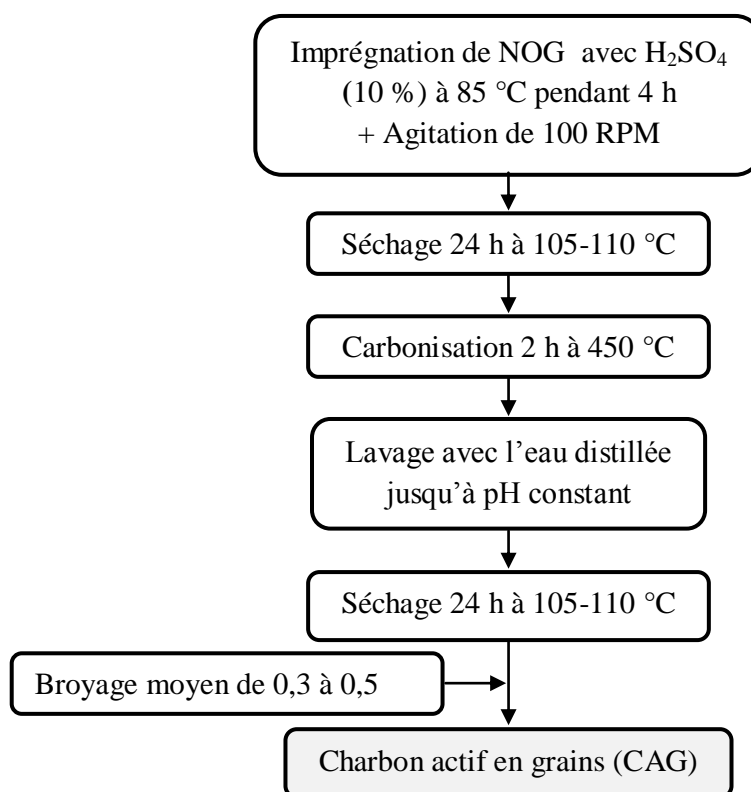 Imprégnation de NOG avec H₂SO₄
(10 %) à 85 °C pendant 4 h
+ Agitation de 100 RPM
Séchage 24 h à 105-110 °C
Carbonisation 2 h à 450 °C
Lavage avec l’eau distillée
jusqu’à pH constant
Séchage 24 h à 105-110 °C
Broyage moyen de 0,3 à 0,5
Charbon actif en grains (CAG)